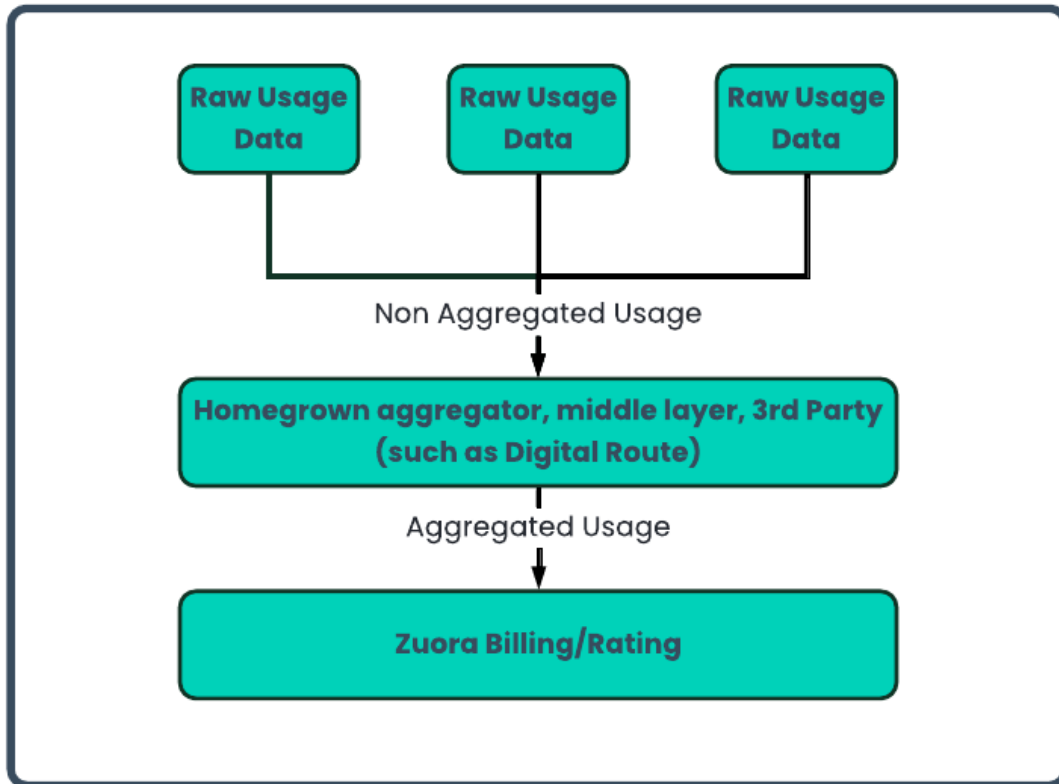 Raw Usage
Data
Raw Usage
Data
Raw Usage
Data
Non Aggregated Usage
Homegrown aggregator, middle layer, 3rd Party
(such as Digital Route)
Aggregated Usage
Zuora Billing/Rating